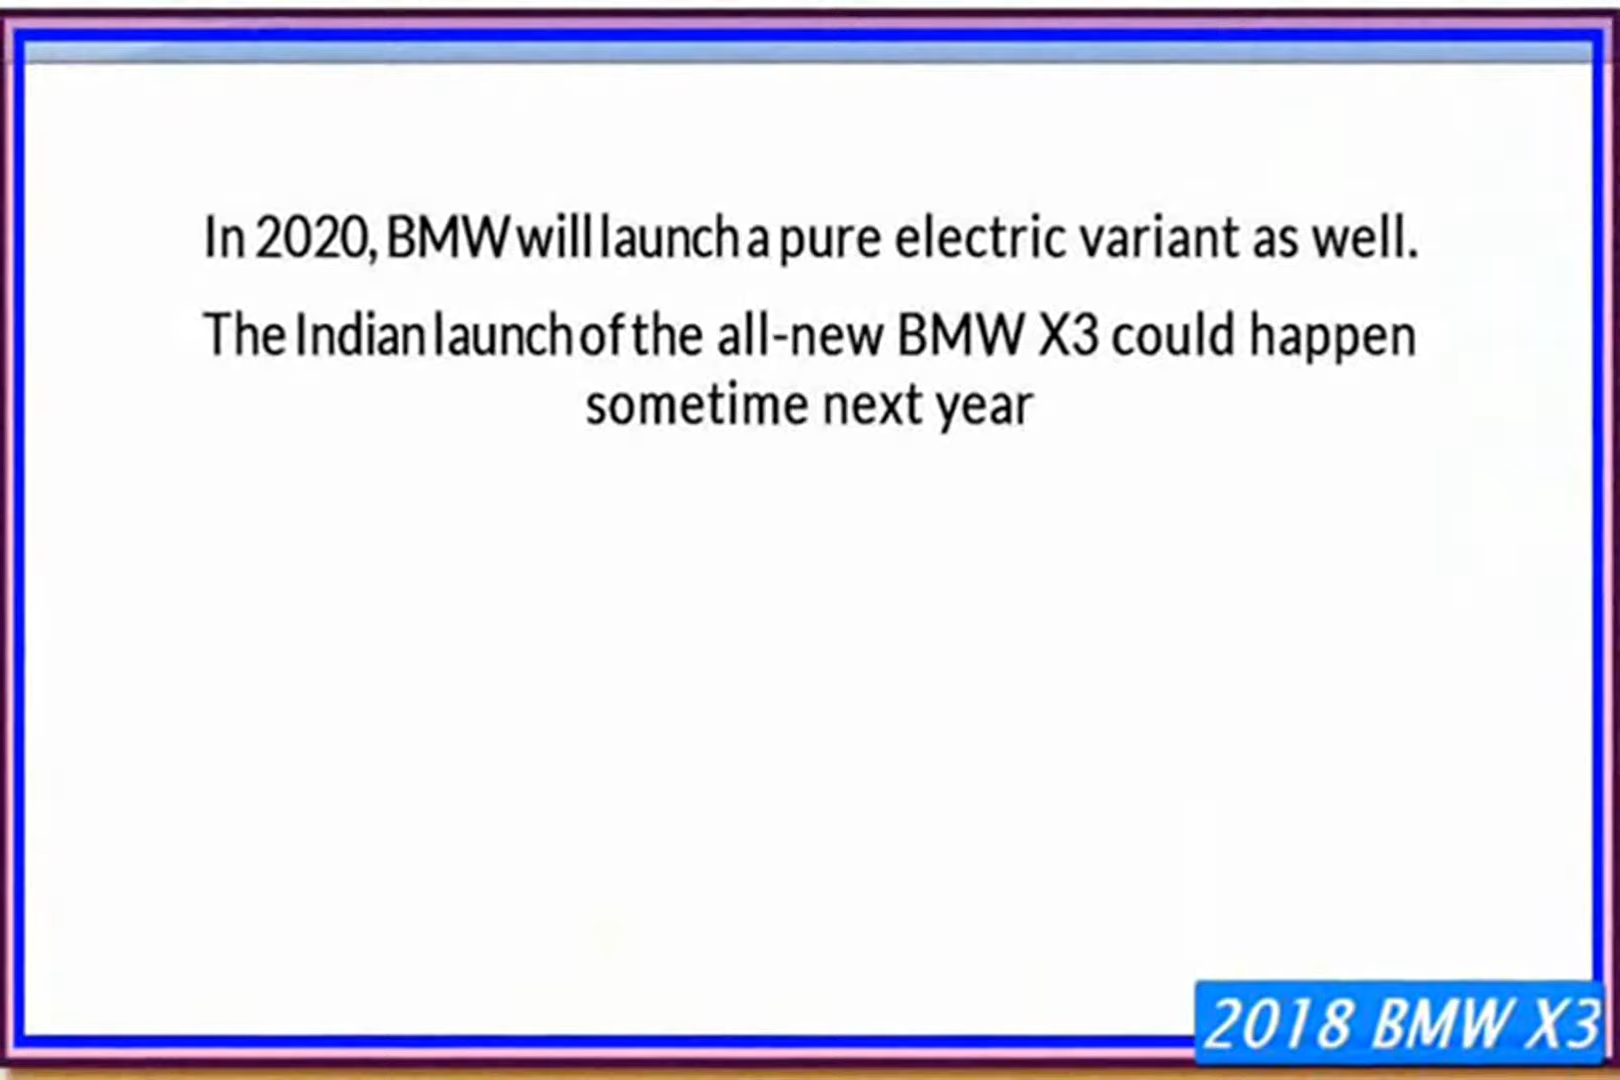 In 2020, BMW will launch a pure electric variant as well.
The Indian launch of the all-new BMW X3 could happen
sometime next year
2018 BMW X3